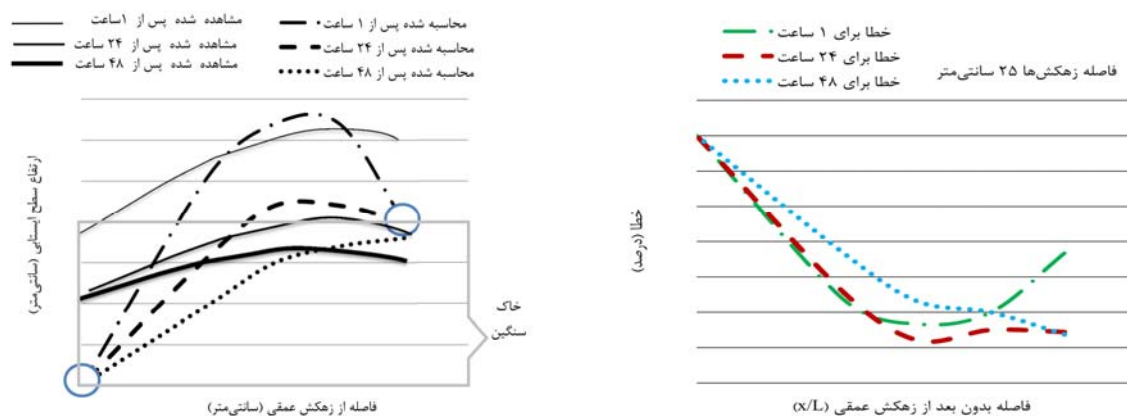 مشاهده شده پس از ۱ساعت
مشاهده شده پس از ۲۴ ساعت
مشاهده شده پس از ۴۸ ساعت
محاسبه شده پس از ۱ ساعت
محاسبه شده پس از ۲۴ ساعت
محاسبه شده پس از ۴۸ ساعت
ارتفاع سطح ایستابی (سانتی‌متر)
خاک
سنگین
فاصله از زهکش عمقی (سانتی‌متر)
خطا برای ۱ ساعت
خطا برای ۲۴ ساعت
خطا برای ۴۸ ساعت
فاصله زهکش‌ها ۲۵ سانتی‌متر
خطا (درصد)
فاصله بدون بعد از زهکش عمقی (x/L)